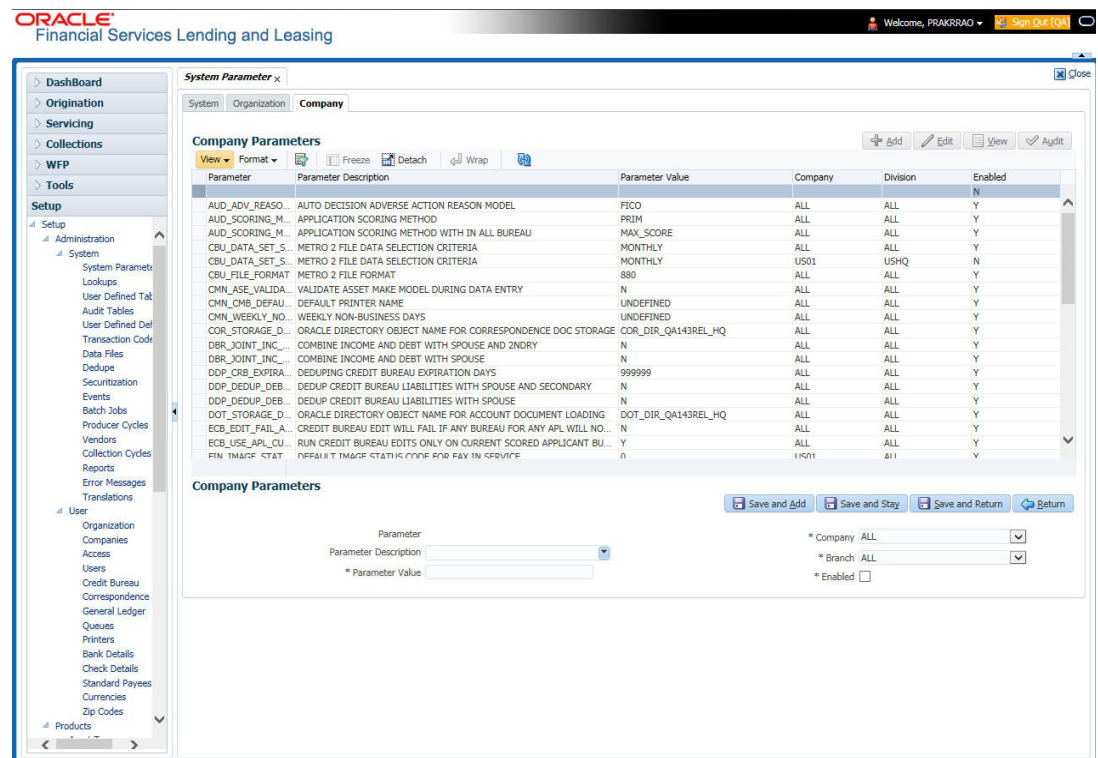 ORACLE
Financial Services Lending and Leasing
Welcome, PRAKRRAO
Sign Out [QA]
Close
DashBoard
Origination
Servicing
Collections
WFP
Tools
Setup
Setup
Administration
System
System Paramete
Lookups
User Defined Tab
Audit Tables
User Defined Def
Transaction Code
Data Files
Dedupe
Securitization
Events
Batch Jobs
Producer Cycles
Vendors
Collection Cycles
Reports
Error Messages
Translations
User
Organization
Companies
Access
Users
Credit Bureau
Correspondence
General Ledger
Queues
Printers
Bank Details
Check Details
Standard Payees
Currencies
Zip Codes
Products
System Parameter x
System Organization Company
Company Parameters
Add Edit View Audit
View Format Freeze Detach Wrap
Parameter Parameter Description Parameter Value Company Division Enabled
N
AUD_ADV_REASO... AUTO DECISION ADVERSE ACTION REASON MODEL FICO ALL ALL Y
AUD_SCORING_M... APPLICATION SCORING METHOD PRIM ALL ALL Y
AUD_SCORING_M... APPLICATION SCORING METHOD WITH IN ALL BUREAU MAX_SCORE ALL ALL Y
CBU_DATA_SET_S... METRO 2 FILE DATA SELECTION CRITERIA MONTHLY ALL ALL Y
CBU_DATA_SET_S... METRO 2 FILE DATA SELECTION CRITERIA MONTHLY US01 USHQ N
CBU_FILE_FORMAT METRO 2 FILE FORMAT 880 ALL ALL Y
CMN_ASE_VALIDA... VALIDATE ASSET MAKE MODEL DURING DATA ENTRY N ALL ALL Y
CMN_CMB_DEFAU... DEFAULT PRINTER NAME UNDEFINED ALL ALL Y
CMN_WEEKLY_NO... WEEKLY NON-BUSINESS DAYS UNDEFINED ALL ALL Y
COR_STORAGE_D... ORACLE DIRECTORY OBJECT NAME FOR CORRESPONDENCE DOC STORAGE COR_DIR_QA143REL_HQ ALL ALL Y
DBR_JOINT_INC_... COMBINE INCOME AND DEBT WITH SPOUSE AND 2NDRY N ALL ALL Y
DBR_JOINT_INC_... COMBINE INCOME AND DEBT WITH SPOUSE N ALL ALL Y
DDP_CRB_EXPIRA... DEDUPING CREDIT BUREAU EXPIRATION DAYS 999999 ALL ALL Y
DDP_DEDUP_DEB... DEDUP CREDIT BUREAU LIABILITIES WITH SPOUSE AND SECONDARY N ALL ALL Y
DDP_DEDUP_DEB... DEDUP CREDIT BUREAU LIABILITIES WITH SPOUSE N ALL ALL Y
DOT_STORAGE_D... ORACLE DIRECTORY OBJECT NAME FOR ACCOUNT DOCUMENT LOADING DOT_DIR_QA143REL_HQ ALL ALL Y
ECB_EDIT_FAIL_A... CREDIT BUREAU EDIT WILL FAIL IF ANY BUREAU FOR ANY APL WILL NO... N ALL ALL Y
ECB_USE_APL_CU... RUN CREDIT BUREAU EDITS ONLY ON CURRENT SCORED APPLICANT BU... Y ALL ALL Y
FIN_IMAGE_STAT DEFAULT IMAGE STATUS CODE FOR FAX IN SERVICE 0 US01 ALL Y
Company Parameters
Save and Add Save and Stay Save and Return Return
Parameter
Parameter Description
* Parameter Value
* Company ALL
* Branch ALL
* Enabled